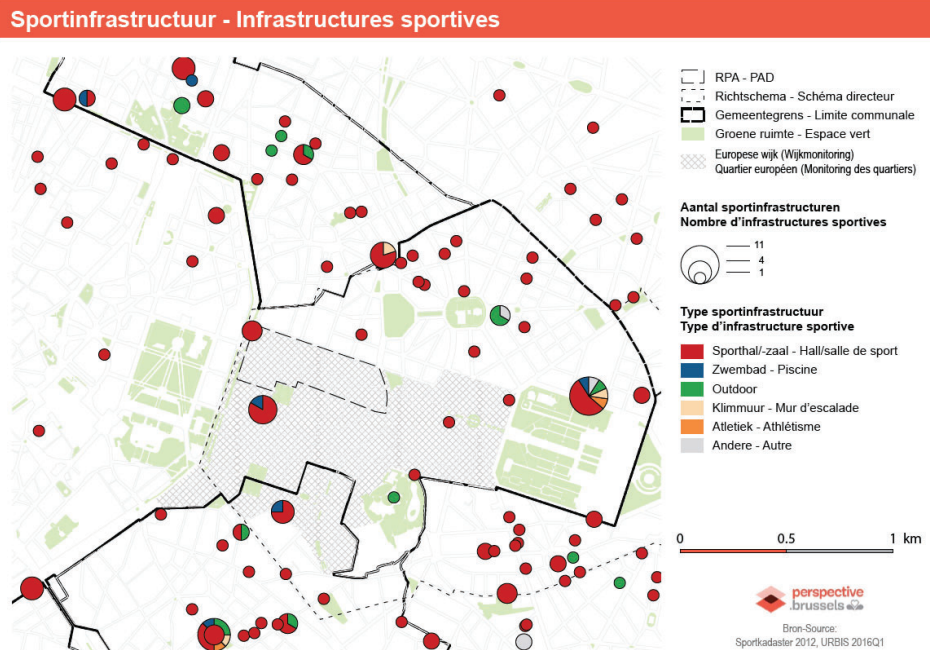 Sportinfrastructuur - Infrastructures sportives
RPA - PAD
Richtschema - Schéma directeur
Gemeentegrens - Limite communale
Groene ruimte - Espace vert
Europese wijk (Wijkmonitoring)
Quartier européen (Monitoring des quartiers)
Aantal sportinfrastructuren
Nombre d'infrastructures sportives
11
4
1
Type sportinfrastructuur
Type d'infrastructure sportive
Sporthal/-zaal - Hall/salle de sport
Zwembad - Piscine
Outdoor
Klimmuur - Mur d'escalade
Atletiek - Athlétisme
Andere - Autre
0 0.5 1 km
perspective
.brussels
Bron-Source:
Sportkadaster 2012, URBIS 2016Q1